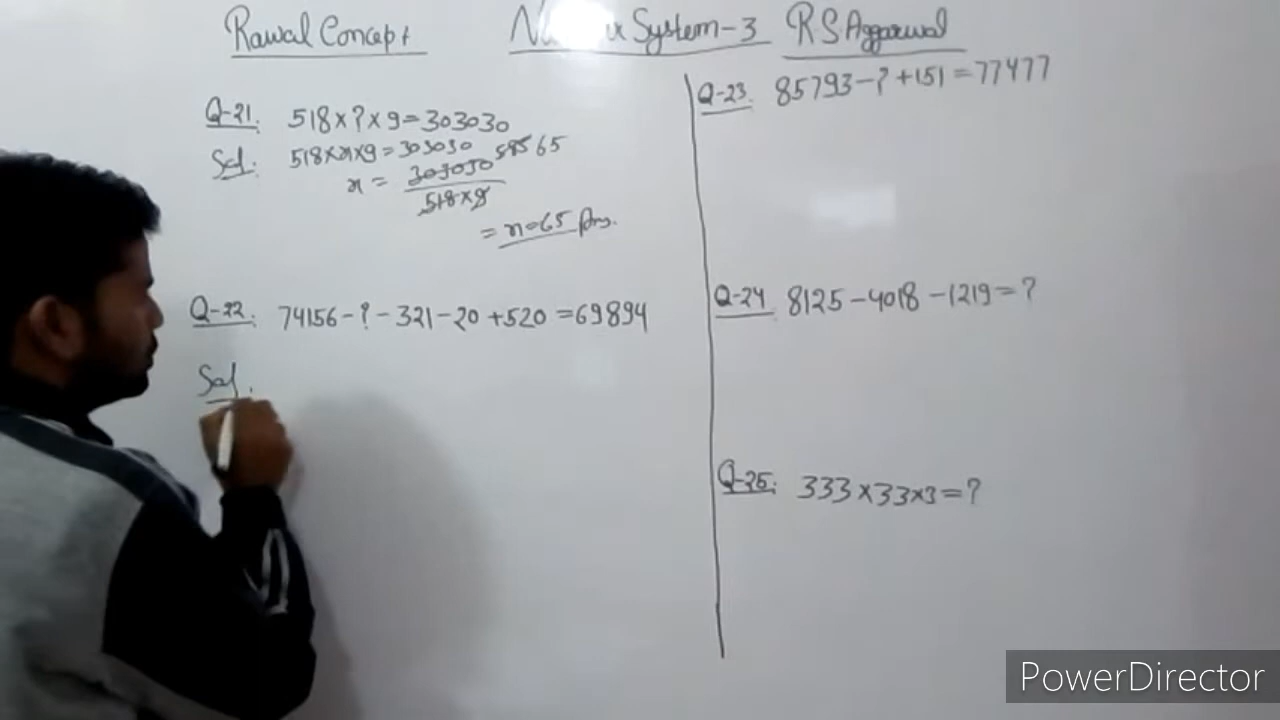 Rawal Concept
System-3 RS Aggarwal
Q-21. 518×?×9=303030
Sol. 518×x×9=303030
x = 303030 585 65
518×9
= x=65 Ans.
Q-22. 74156-?-321-20+520=69894
Sol.
Q-23. 85793-?+151=77477
Q-24 8125-4018-1219=?
Q-25. 333×33×3=?
PowerDirector